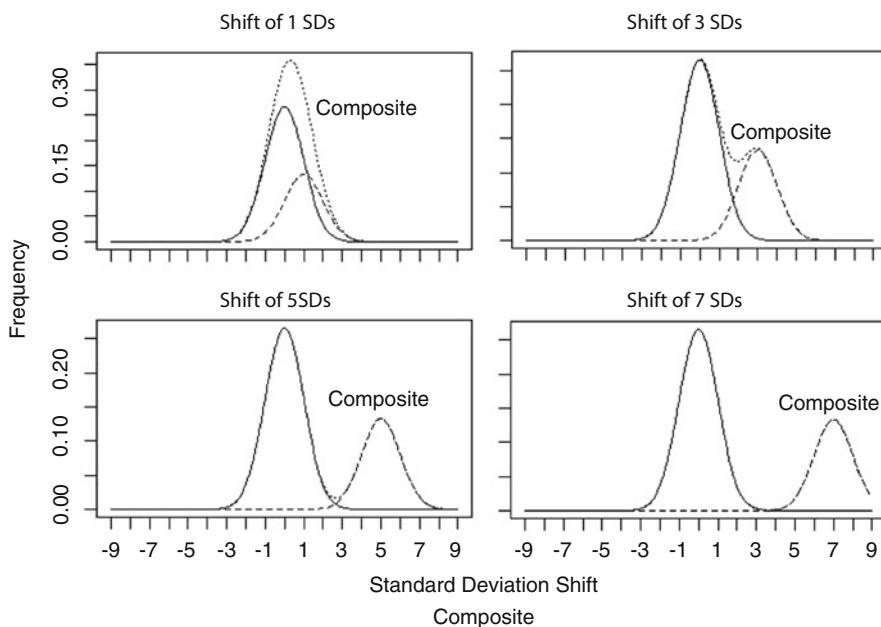 Shift of 1 SDs
Shift of 3 SDs
0.30
0.15
0.00
Composite
Composite
Frequency
Shift of 5SDs
Shift of 7 SDs
0.20
0.10
0.00
Composite
Composite
-9 -7 -5 -3 -1 1 3 5 7 9
-9 -7 -5 -3 -1 1 3 5 7 9
Standard Deviation Shift
Composite